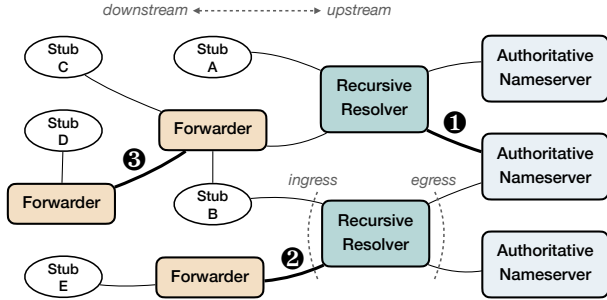 downstream upstream
Stub
C
Stub
A
Recursive
Resolver
Authoritative
Nameserver
❶
Stub
D
Forwarder
❸
Authoritative
Nameserver
Forwarder
ingress
egress
Stub
B
Recursive
Resolver
❷
Stub
E
Forwarder
Authoritative
Nameserver